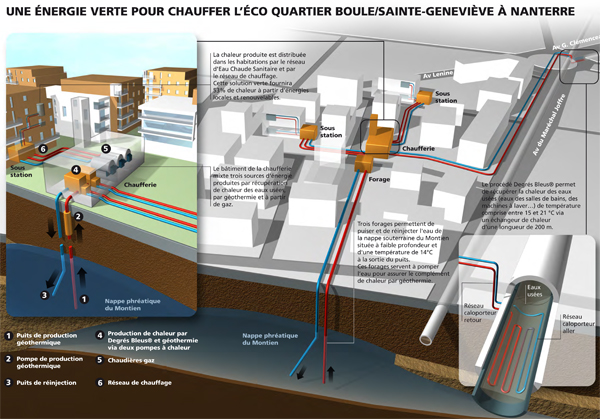 UNE ÉNERGIE VERTE POUR CHAUFFER L'ÉCO QUARTIER BOULE/SAINTE-GENEVIÈVE À NANTERRE
La chaleur produite est distribuée
dans les habitations par le réseau
d'Eau Chaude Sanitaire et par
le réseau de chauffage.
Cette solution verte fournira
53% de chaleur à partir d'énergies
locales et renouvelables
Av G. Clémenceau
Av Lenine
Av du Maréchal Joffre
Sous
station
Sous
station
Chaufferie
Forage
6
5
4
Sous
station
Chaufferie
2
3
1
Nappe phréatique
du Montien
Le bâtiment de la chaufferie
mixte trois sources d'énergie
produites par récupération
de chaleur des eaux usées,
par géothermie et à partir
de gaz.
Trois forages permettent de
puiser et de réinjecter l'eau de
la nappe souterraine du Montien
située à faible profondeur et
d'une température de 14°C
à la sortie du puits.
Ces forages servent à pomper
l'eau pour assurer le complément
de chaleur par géothermie.
Le procédé Degrés Bleus® permet
de récupérer la chaleur des eaux
usées (eaux des salles de bains, des
machines à laver...) de température
comprise entre 15 et 21 °C via
un échangeur de chaleur
d'une longueur de 200 m.
Eaux
usées
Réseau
caloporteur
retour
Réseau
caloporteur
aller
Nappe phréatique
du Montien
1 Puits de production
géothermique
2 Pompe de production
géothermique
3 Puits de réinjection
4 Production de chaleur par
Degrés Bleus® et géothermie
via deux pompes à chaleur
5 Chaudières gaz
6 Réseau de chauffage